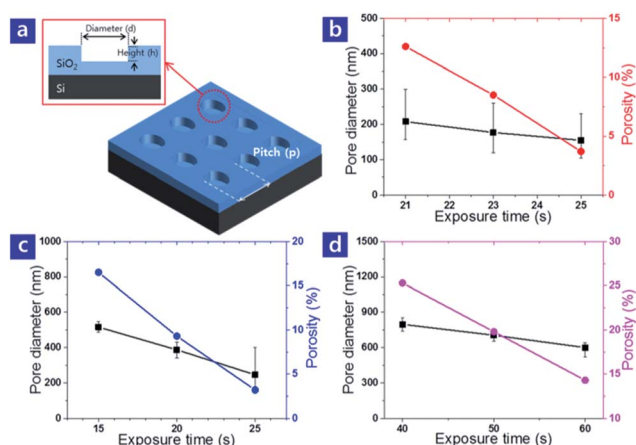 a
Diameter (d)
Height (h)
SiO2
Si
Pitch (p)
b
500
400
300
200
100
0
Pore diameter (nm)
21 22 23 24 25
Exposure time (s)
15
10
5
0
Porosity (%)
c
1000
800
600
400
200
0
Pore diameter (nm)
15 20 25
Exposure time (s)
20
15
10
5
0
Porosity (%)
d
1500
1200
900
600
300
0
Pore diameter (nm)
40 50 60
Exposure time (s)
30
25
20
15
10
Porosity (%)